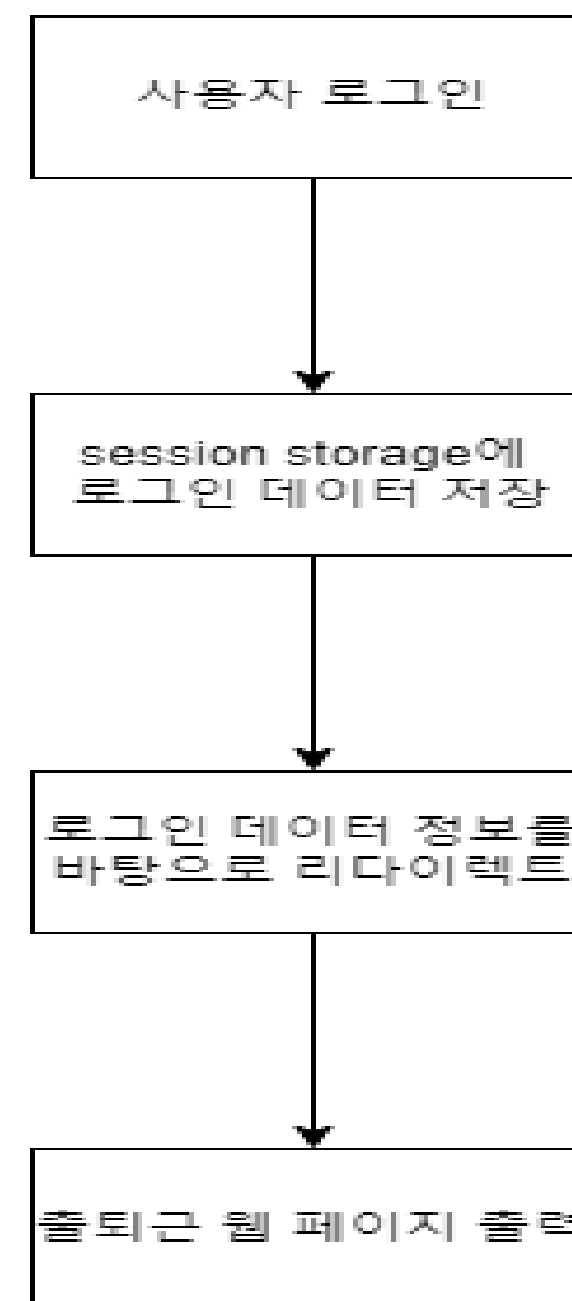 사용자 로그인
session storage에
로그인 데이터 저장
로그인 데이터 정보를
바탕으로 리다이렉트
출퇴근 웹 페이지 출력